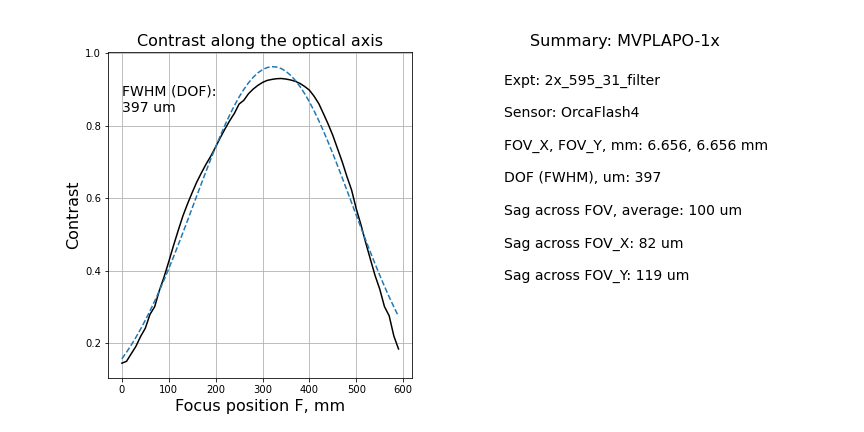 Contrast along the optical axis
FWHM (DOF):
397 um
1.0
0.8
0.6
0.4
0.2
Contrast
0 100 200 300 400 500 600
Focus position F, mm
Summary: MVPLAPO-1x
Expt: 2x_595_31_filter
Sensor: OrcaFlash4
FOV_X, FOV_Y, mm: 6.656, 6.656 mm
DOF (FWHM), um: 397
Sag across FOV, average: 100 um
Sag across FOV_X: 82 um
Sag across FOV_Y: 119 um